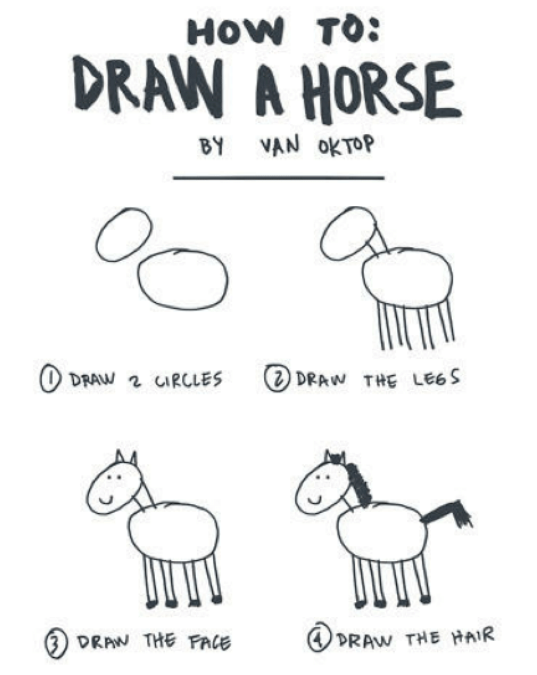 HOW TO:
DRAW A HORSE
BY VAN OKTOP
① DRAW 2 CIRCLES
② DRAW THE LEGS
③ DRAW THE FACE
④ DRAW THE HAIR